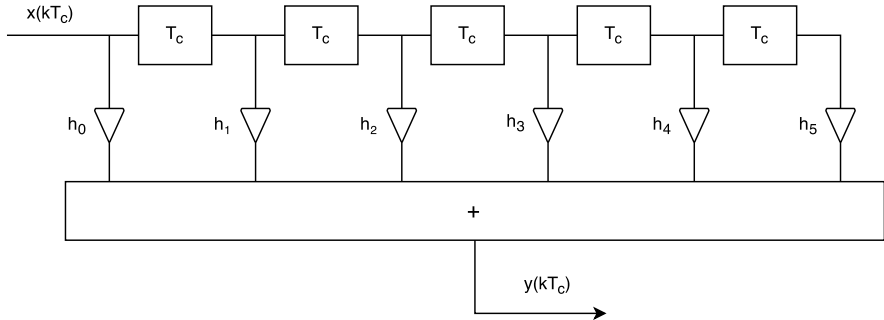 x(kT_c)
T_c T_c T_c T_c T_c
h_0 h_1 h_2 h_3 h_4 h_5
+
y(kT_c)